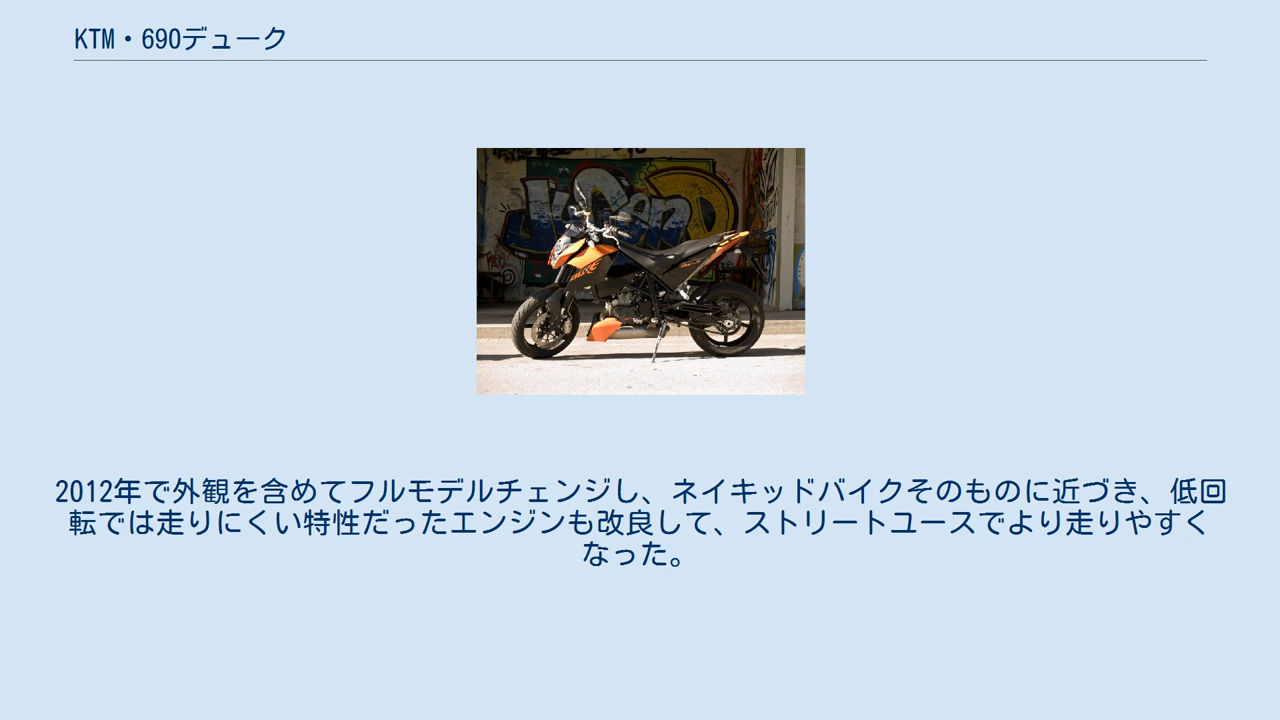 KTM・690デューク
2012年で外観を含めてフルモデルチェンジし、ネイキッドバイクそのものに近づき、低回
転では走りにくい特性だったエンジンも改良して、ストリートユースでより走りやすく
なった。